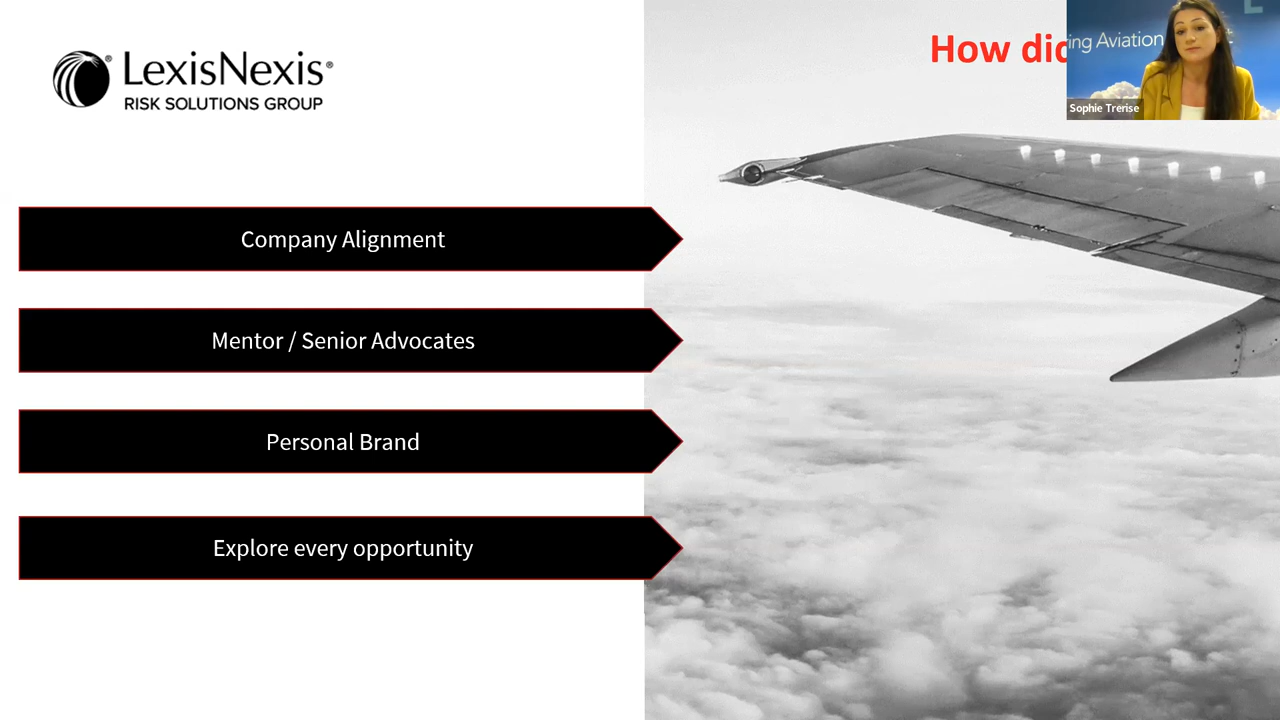 LexisNexis®
RISK SOLUTIONS GROUP
How did
ing Aviation
Sophie Trerise
Company Alignment
Mentor / Senior Advocates
Personal Brand
Explore every opportunity